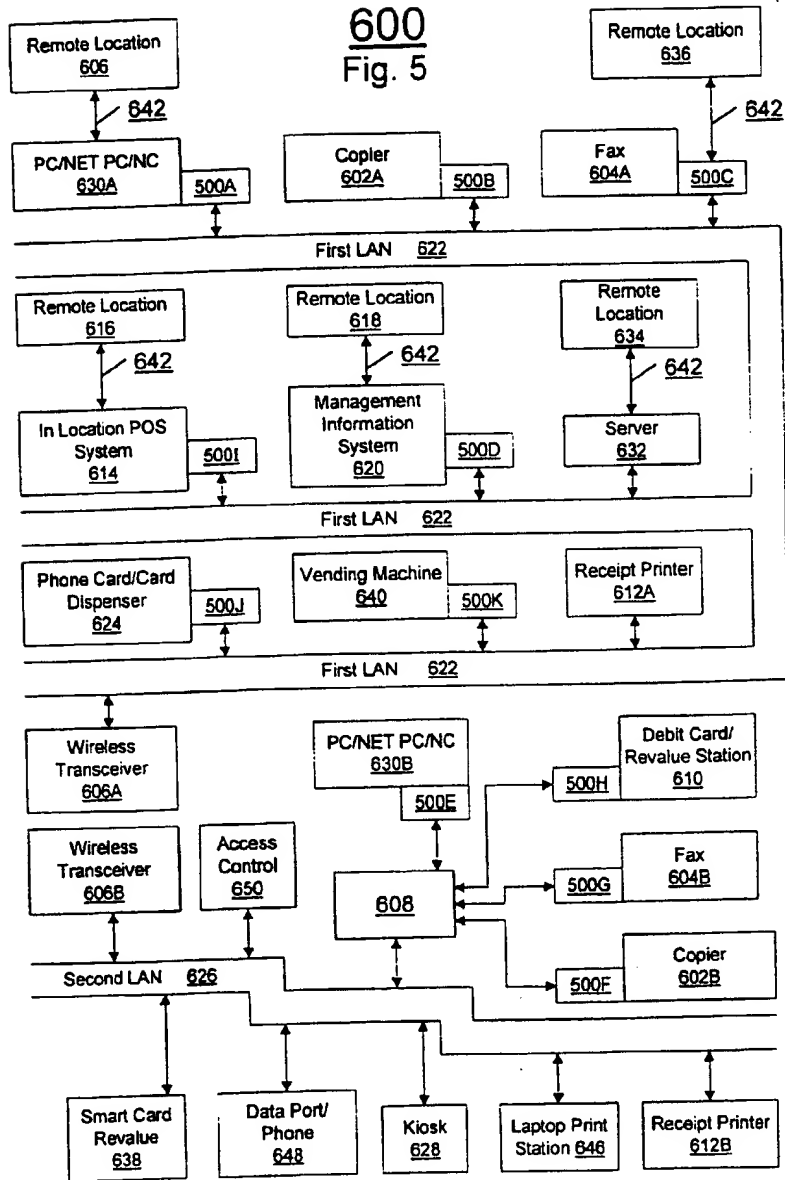 600
Fig. 5
Remote Location
606
642
Remote Location
636
642
PC/NET PC/NC
630A
500A
Copier
602A
500B
Fax
604A
500C
First LAN 622
Remote Location
616
642
Remote Location
618
642
Remote
Location
634
642
In Location POS
System
614
500I
Management
Information
System
620
500D
Server
632
First LAN 622
Phone Card/Card
Dispenser
624
500J
Vending Machine
640
500K
Receipt Printer
612A
First LAN 622
Wireless
Transceiver
606A
PC/NET PC/NC
630B
500E
Debit Card/
Revalue Station
610
500H
Wireless
Transceiver
606B
Access
Control
650
608
Fax
604B
500G
Copier
602B
500F
Second LAN 626
Smart Card
Revalue
638
Data Port/
Phone
648
Kiosk
628
Laptop Print
Station 646
Receipt Printer
612B